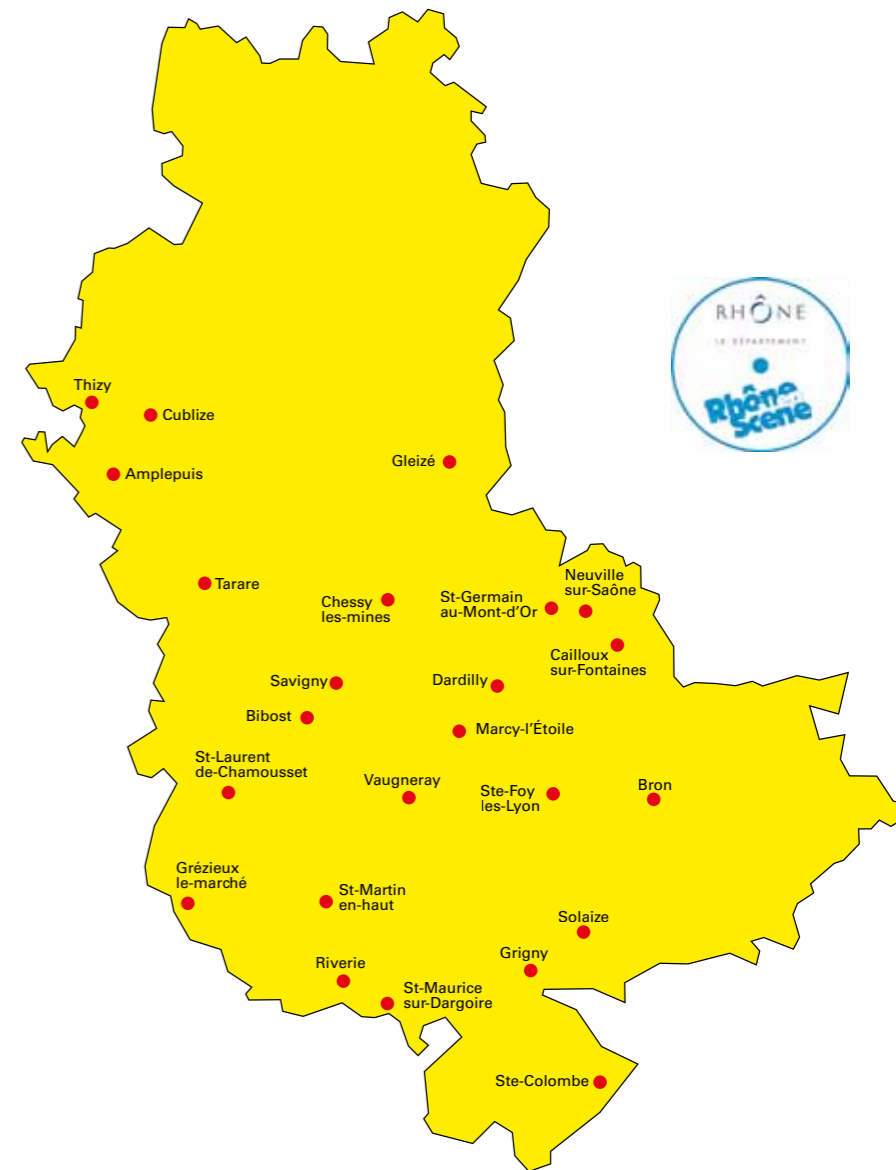 RHÔNE
LE DÉPARTEMENT
Rhône
Scène
Thizy
Cublize
Amplepuis
Gleizé
Tarare
Chessy
les-mines
St-Germain
au-Mont-d'Or
Neuville
sur-Saône
Cailloux
sur-Fontaines
Savigny
Dardilly
Bibost
Marcy-l'Étoile
St-Laurent
de-Chamousset
Vaugneray
Ste-Foy
les-Lyon
Bron
Grézieux
le-marché
St-Martin
en-haut
Solaize
Grigny
Riverie
St-Maurice
sur-Dargoire
Ste-Colombe